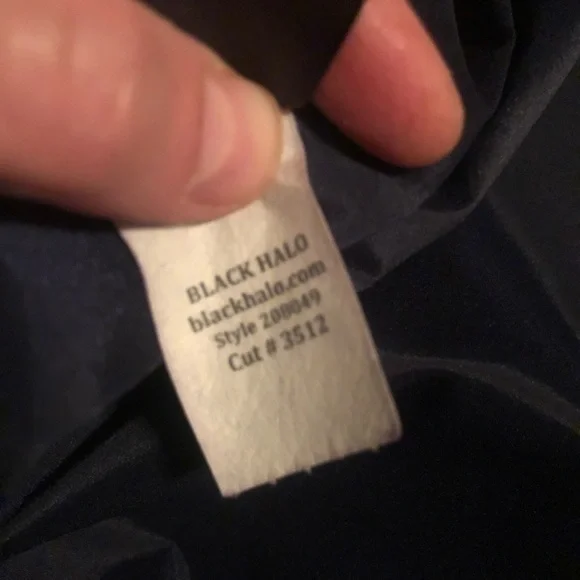 BLACK HALO
blackhalo.com
Style 200049
Cut # 3512